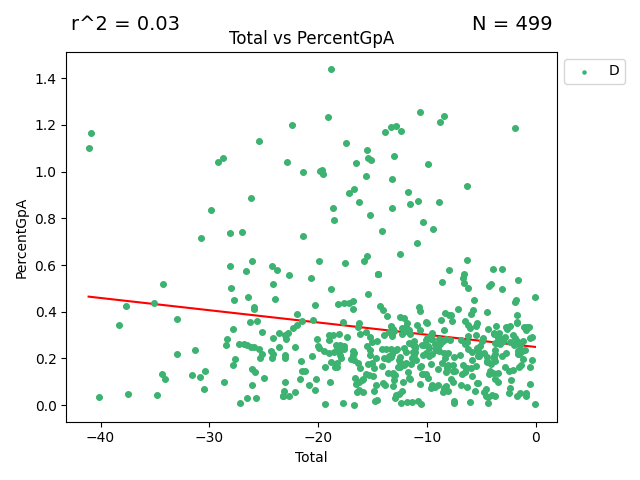 r^2 = 0.03
N = 499
Total vs PercentGpA
D
PercentGpA
1.4
1.2
1.0
0.8
0.6
0.4
0.2
0.0
−40
−30
−20
−10
0
Total